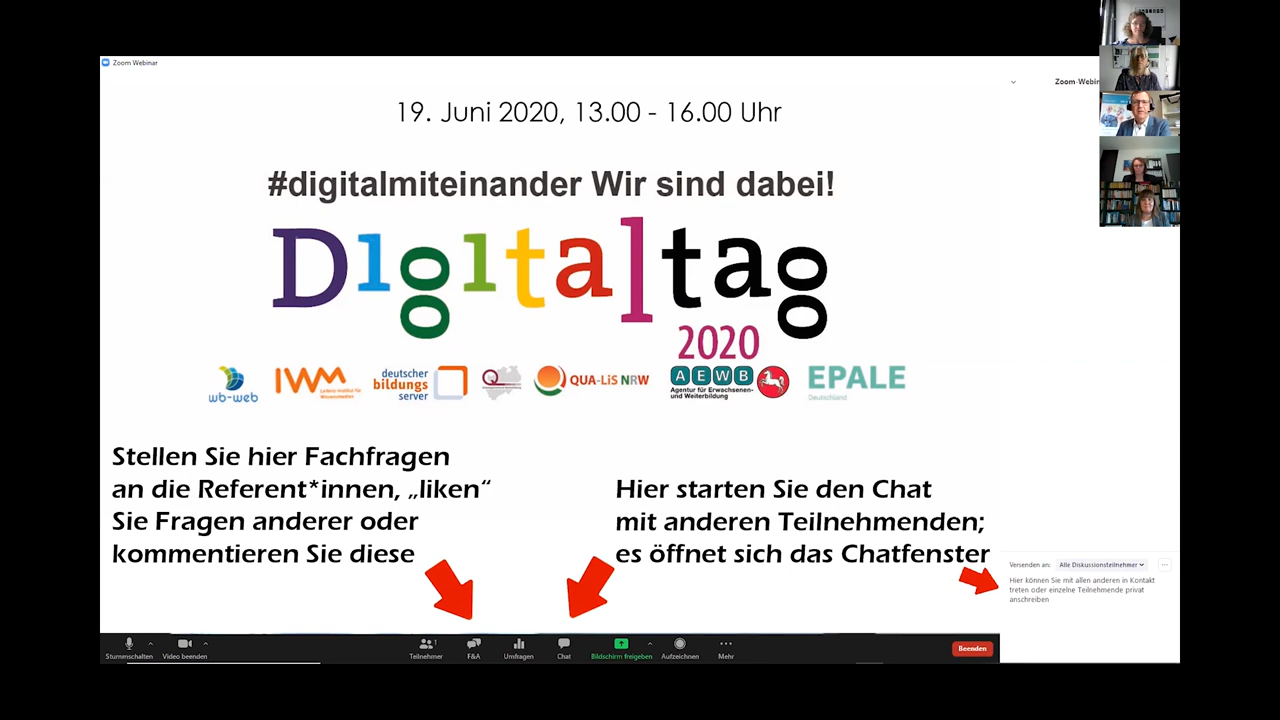 Zoom Webinar
Zoom-Webin
19. Juni 2020, 13.00 - 16.00 Uhr
#digitalmiteinander Wir sind dabei!
Digitaltag
2020
wb-web
IWM
deutscher
bildungs
server
QUA-LiS NRW
AEWB
Agentur für Erwachsenen-
und Weiterbildung
EPALE
Deutschland
Stellen Sie hier Fachfragen
an die Referent*innen, „liken“
Sie Fragen anderer oder
kommentieren Sie diese
Hier starten Sie den Chat
mit anderen Teilnehmenden;
es öffnet sich das Chatfenster
Versenden an: Alle Diskussionsteilnehmer ...
Hier können Sie mit allen anderen in Kontakt
treten oder einzelne Teilnehmende privat
anschreiben
Stummschalten
Video beenden
Teilnehmer 1
F&A
Umfragen
Chat
Bildschirm freigeben
Aufzeichnen
Mehr
Beenden